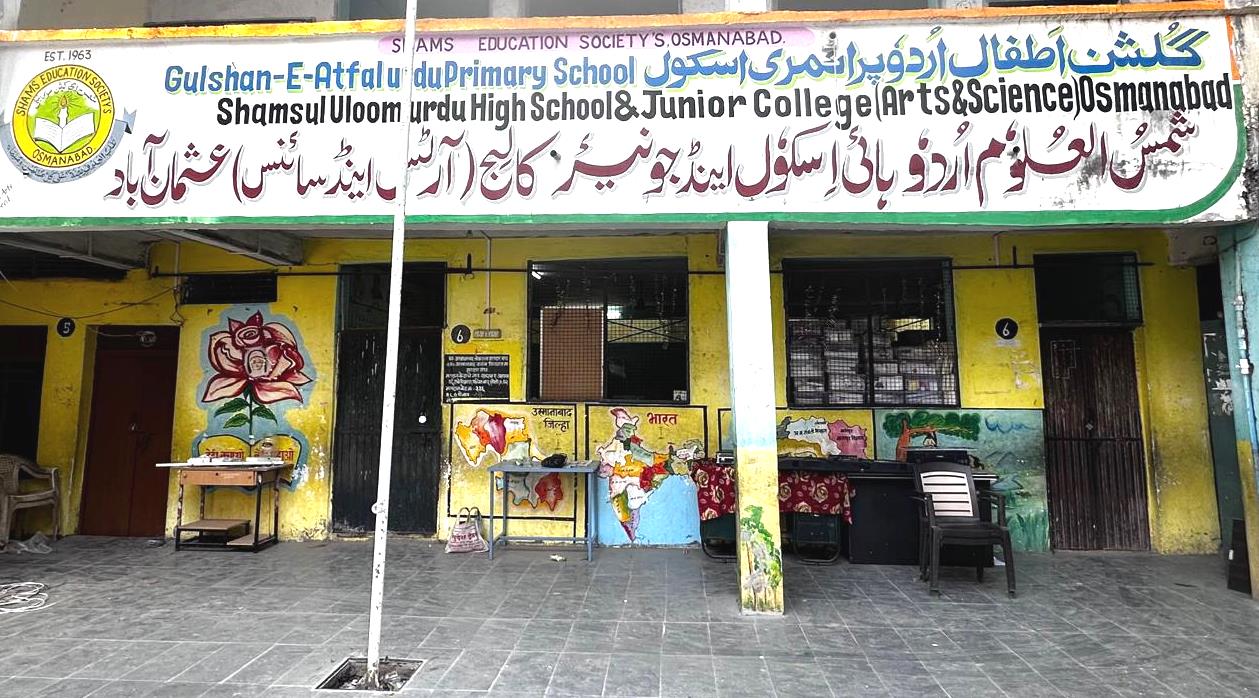 SHAMS EDUCATION SOCIETY'S, OSMANABAD.
EST. 1963
SHAMS EDUCATION SOCIETY'S
OSMANABAD
Gulshan-E-Atfal urdu Primary School گلشن اطفال اُردو پرائمری اسکول
Shamsul Uloom urdu High School & Junior College (Arts & Science) Osmanabad
شمسُ العلوم اُردو ہائی اسکول اینڈ جونیئر کالج (آرٹس اینڈ سائنس) عثمان آباد
5
6
6
उस्मानाबाद
जिल्हा
भारत